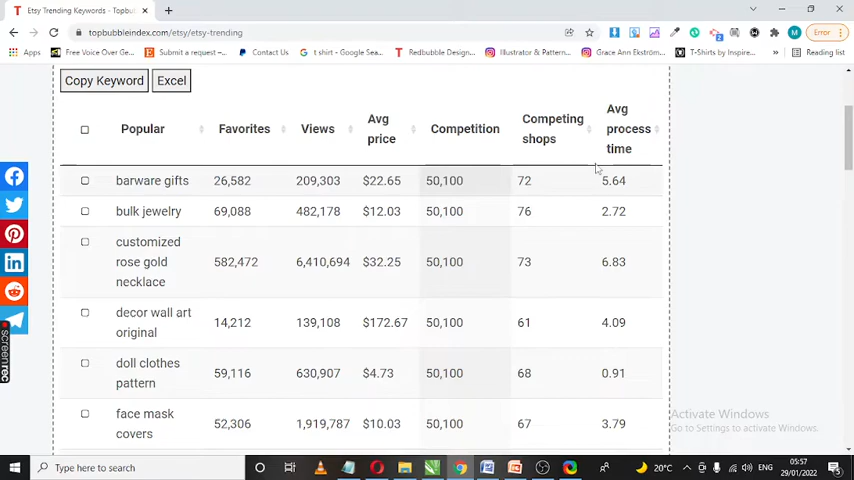 Etsy Trending Keywords - Topbub
topbubbleindex.com/etsy/etsy-trending
Error
Apps
Free Voice Over Ge...
Submit a request –...
Contact Us
t shirt - Google Sea...
Redbubble Design...
Illustrator & Pattern...
Grace Ann Ekström...
T-Shirts by Inspire...
Reading list
Copy Keyword
Excel
Popular Favorites Views Avg price Competition Competing shops Avg process time
barware gifts 26,582 209,303 $22.65 50,100 72 5.64
bulk jewelry 69,088 482,178 $12.03 50,100 76 2.72
customized rose gold necklace 582,472 6,410,694 $32.25 50,100 73 6.83
decor wall art original 14,212 139,108 $172.67 50,100 61 4.09
doll clothes pattern 59,116 630,907 $4.73 50,100 68 0.91
face mask covers 52,306 1,919,787 $10.03 50,100 67 3.79
screenrec
Activate Windows
Go to Settings to activate Windows.
Type here to search
20°C
ENG
05:57
29/01/2022